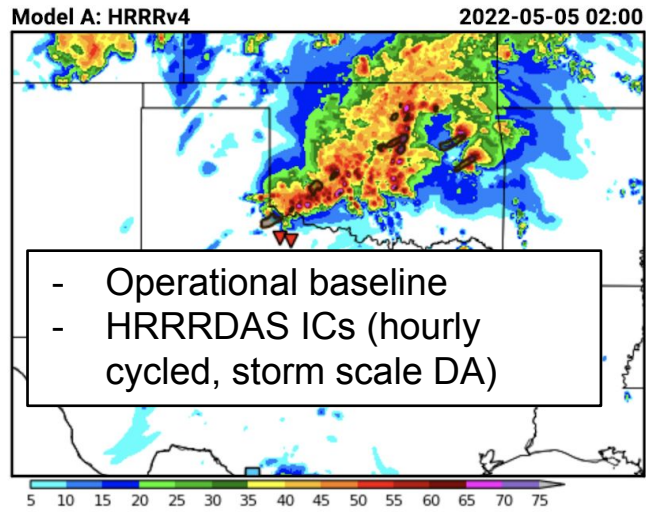 Model A: HRRRv4 2022-05-05 02:00
- Operational baseline
- HRRRDAS ICs (hourly
cycled, storm scale DA)
5 10 15 20 25 30 35 40 45 50 55 60 65 70 75